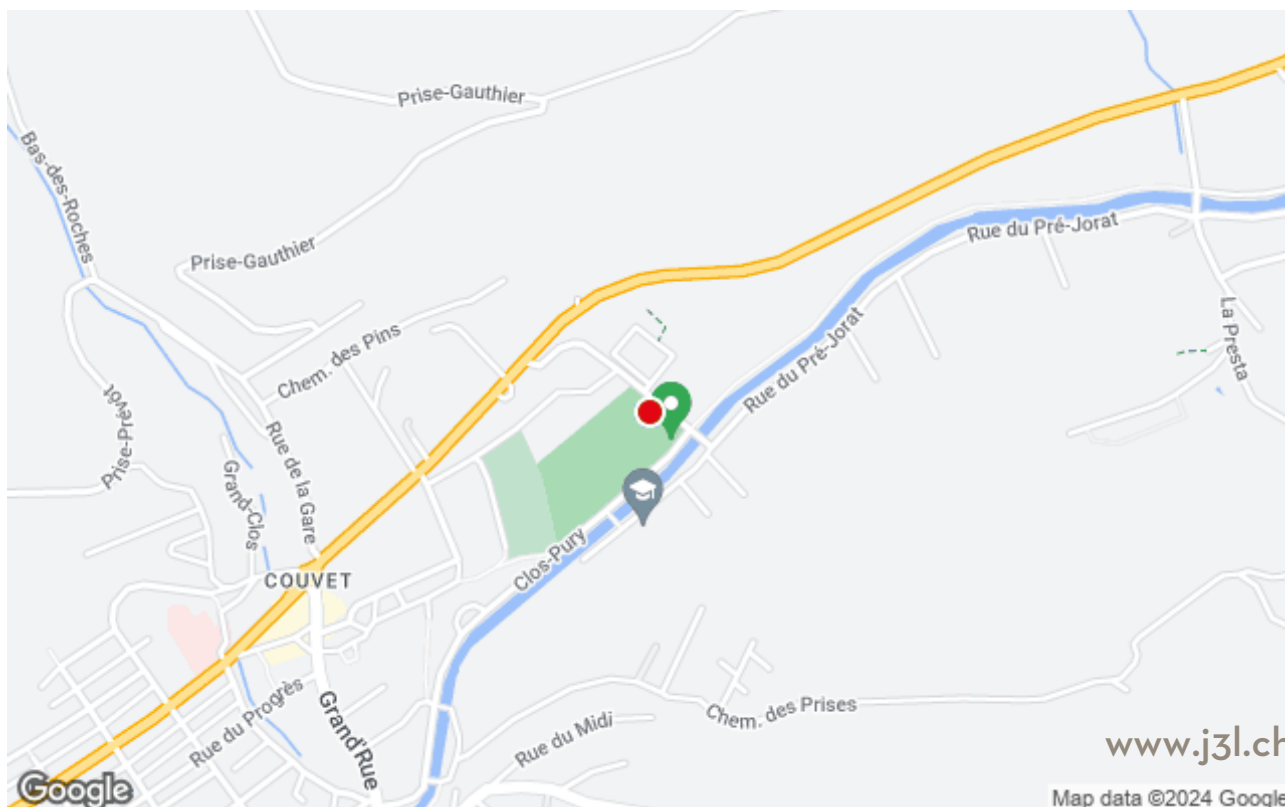 Prise-Gauthier
Bas-des-Roches
Rue du Pré-Jorat
Prise-Gauthier
La Presta
Chem. des Pins
Rue du Pré-Jorat
Prise-Prévôt
Rue de la Gare
Grand-Clos
Clos-Pury
COUVET
Rue du Progrès
Grand'Rue
Chem. des Prises
Rue du Midi
www.j3l.ch
Google
Map data ©2024 Google